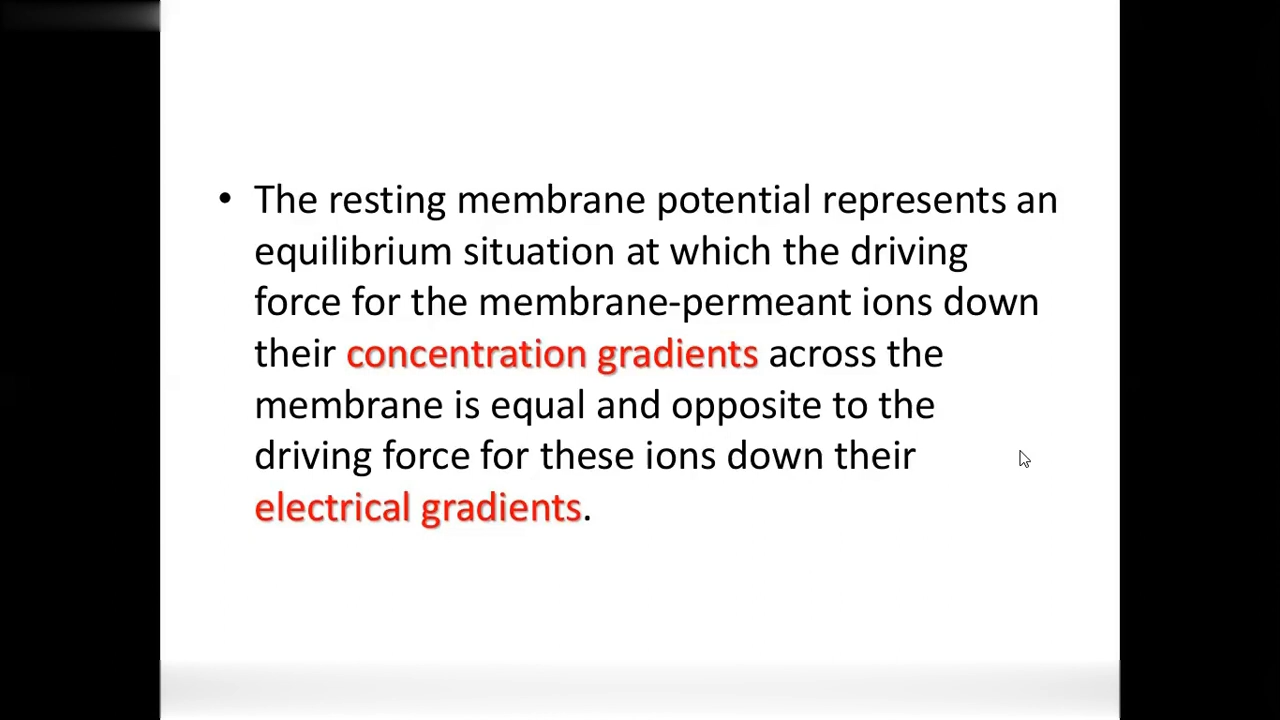 • The resting membrane potential represents an
equilibrium situation at which the driving
force for the membrane-permeant ions down
their concentration gradients across the
membrane is equal and opposite to the
driving force for these ions down their
electrical gradients.